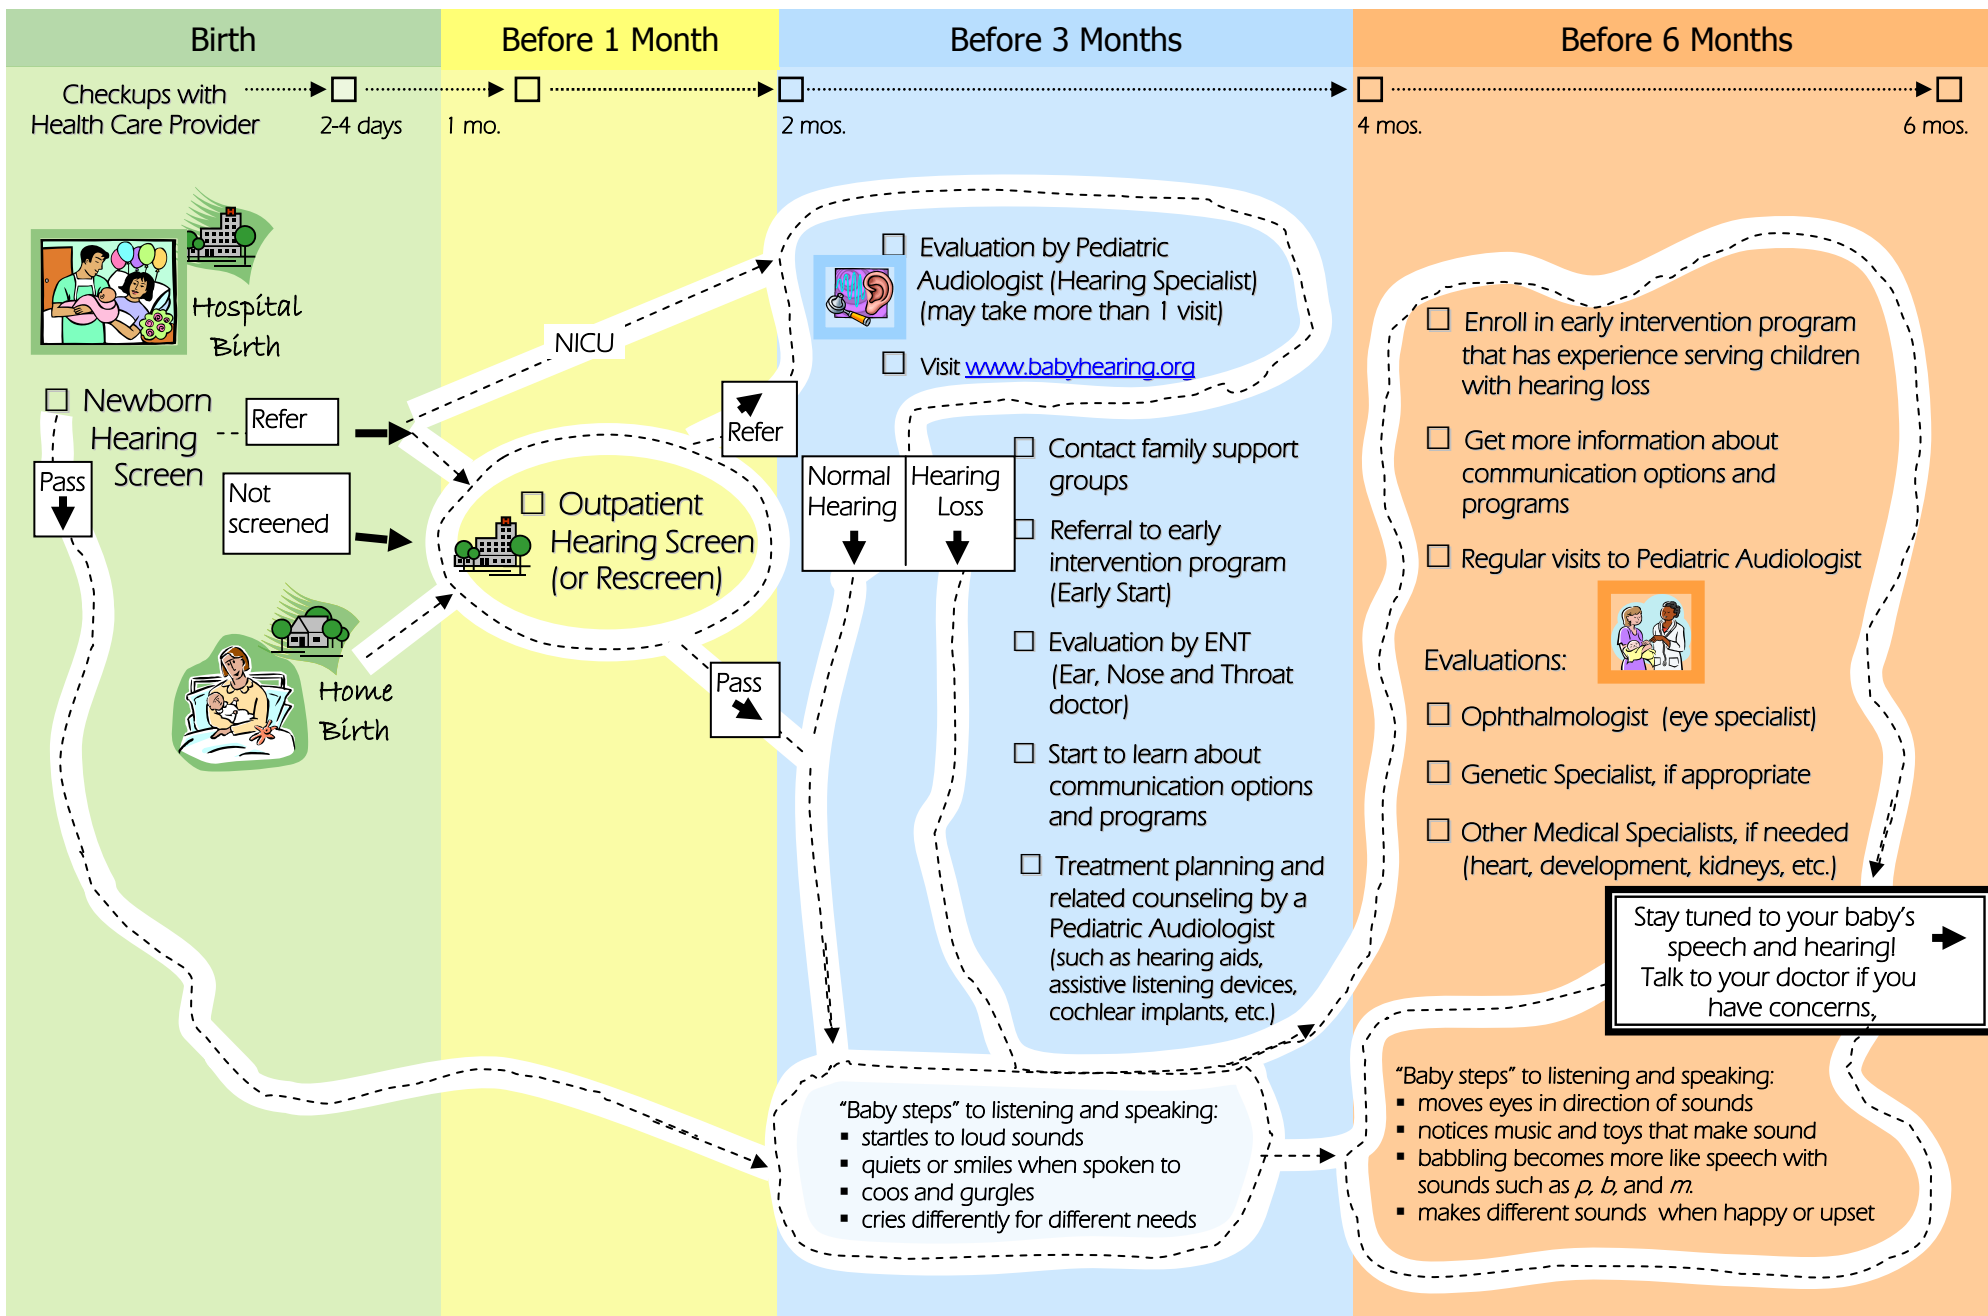 Birth
Before 1 Month
Before 3 Months
Before 6 Months
Checkups with
Health Care Provider
2-4 days
1 mo.
2 mos.
4 mos.
6 mos.
Hospital
Birth
Newborn
Hearing
Screen
Refer
Pass
Not
screened
Home
Birth
NICU
Refer
Outpatient
Hearing Screen
(or Rescreen)
Pass
Evaluation by Pediatric
Audiologist (Hearing Specialist)
(may take more than 1 visit)
Visit www.babyhearing.org
Normal
Hearing
Hearing
Loss
Contact family support
groups
Referral to early
intervention program
(Early Start)
Evaluation by ENT
(Ear, Nose and Throat
doctor)
Start to learn about
communication options
and programs
Treatment planning and
related counseling by a
Pediatric Audiologist
(such as hearing aids,
assistive listening devices,
cochlear implants, etc.)
“Baby steps” to listening and speaking:
▪ startles to loud sounds
▪ quiets or smiles when spoken to
▪ coos and gurgles
▪ cries differently for different needs
Enroll in early intervention program
that has experience serving children
with hearing loss
Get more information about
communication options and
programs
Regular visits to Pediatric Audiologist
Evaluations:
Ophthalmologist (eye specialist)
Genetic Specialist, if appropriate
Other Medical Specialists, if needed
(heart, development, kidneys, etc.)
Stay tuned to your baby’s
speech and hearing!
Talk to your doctor if you
have concerns,
“Baby steps” to listening and speaking:
▪ moves eyes in direction of sounds
▪ notices music and toys that make sound
▪ babbling becomes more like speech with
sounds such as p, b, and m.
▪ makes different sounds when happy or upset